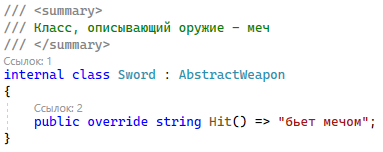 /// <summary>
/// Класс, описывающий оружие - меч
/// </summary>
Ссылок: 1
internal class Sword : AbstractWeapon
{
Ссылок: 2
public override string Hit() => "бьет мечом";
}